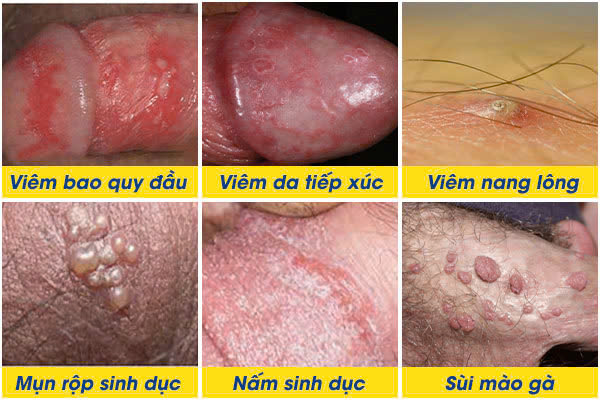 Viêm bao quy đầu
Viêm da tiếp xúc
Viêm nang lông
Mụn rộp sinh dục
Nấm sinh dục
Sùi mào gà